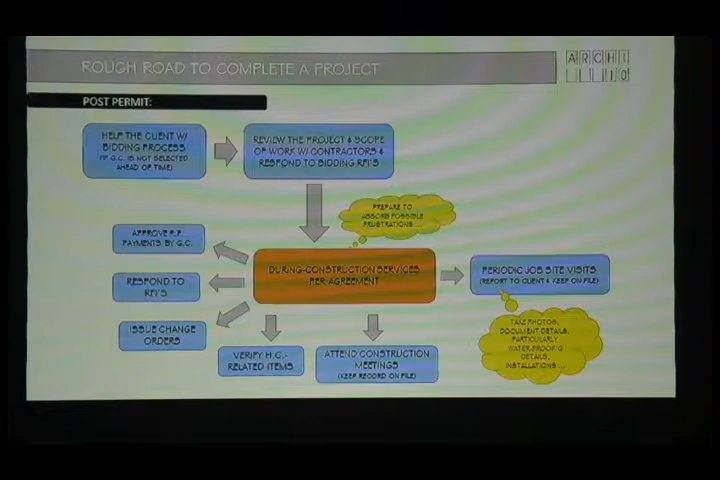 ROUGH ROAD TO COMPLETE A PROJECT
ARCHI
POST PERMIT:
HELP THE CLIENT W/
BIDDING PROCESS
(IF G.C. IS NOT SELECTED
AHEAD OF TIME)
REVIEW THE PROJECT & SCOPE
OF WORK W/ CONTRACTORS &
RESPOND TO BIDDING RFI'S
PREPARE TO
ABSORB POSSIBLE
FRUSTRATIONS ...
APPROVE
PAYMENTS BY G.C.
DURING-CONSTRUCTION SERVICES
PER AGREEMENT
PERIODIC JOB SITE VISITS
(REPORT TO CLIENT & KEEP ON FILE)
RESPOND TO
RFI'S
ISSUE CHANGE
ORDERS
TAKE PHOTOS,
DOCUMENT DETAILS,
PARTICULARLY
WATER-PROOF'G
DETAILS,
INSTALLATIONS ...
VERIFY H.C.-
RELATED ITEMS
ATTEND CONSTRUCTION
MEETINGS
(KEEP RECORD ON FILE)